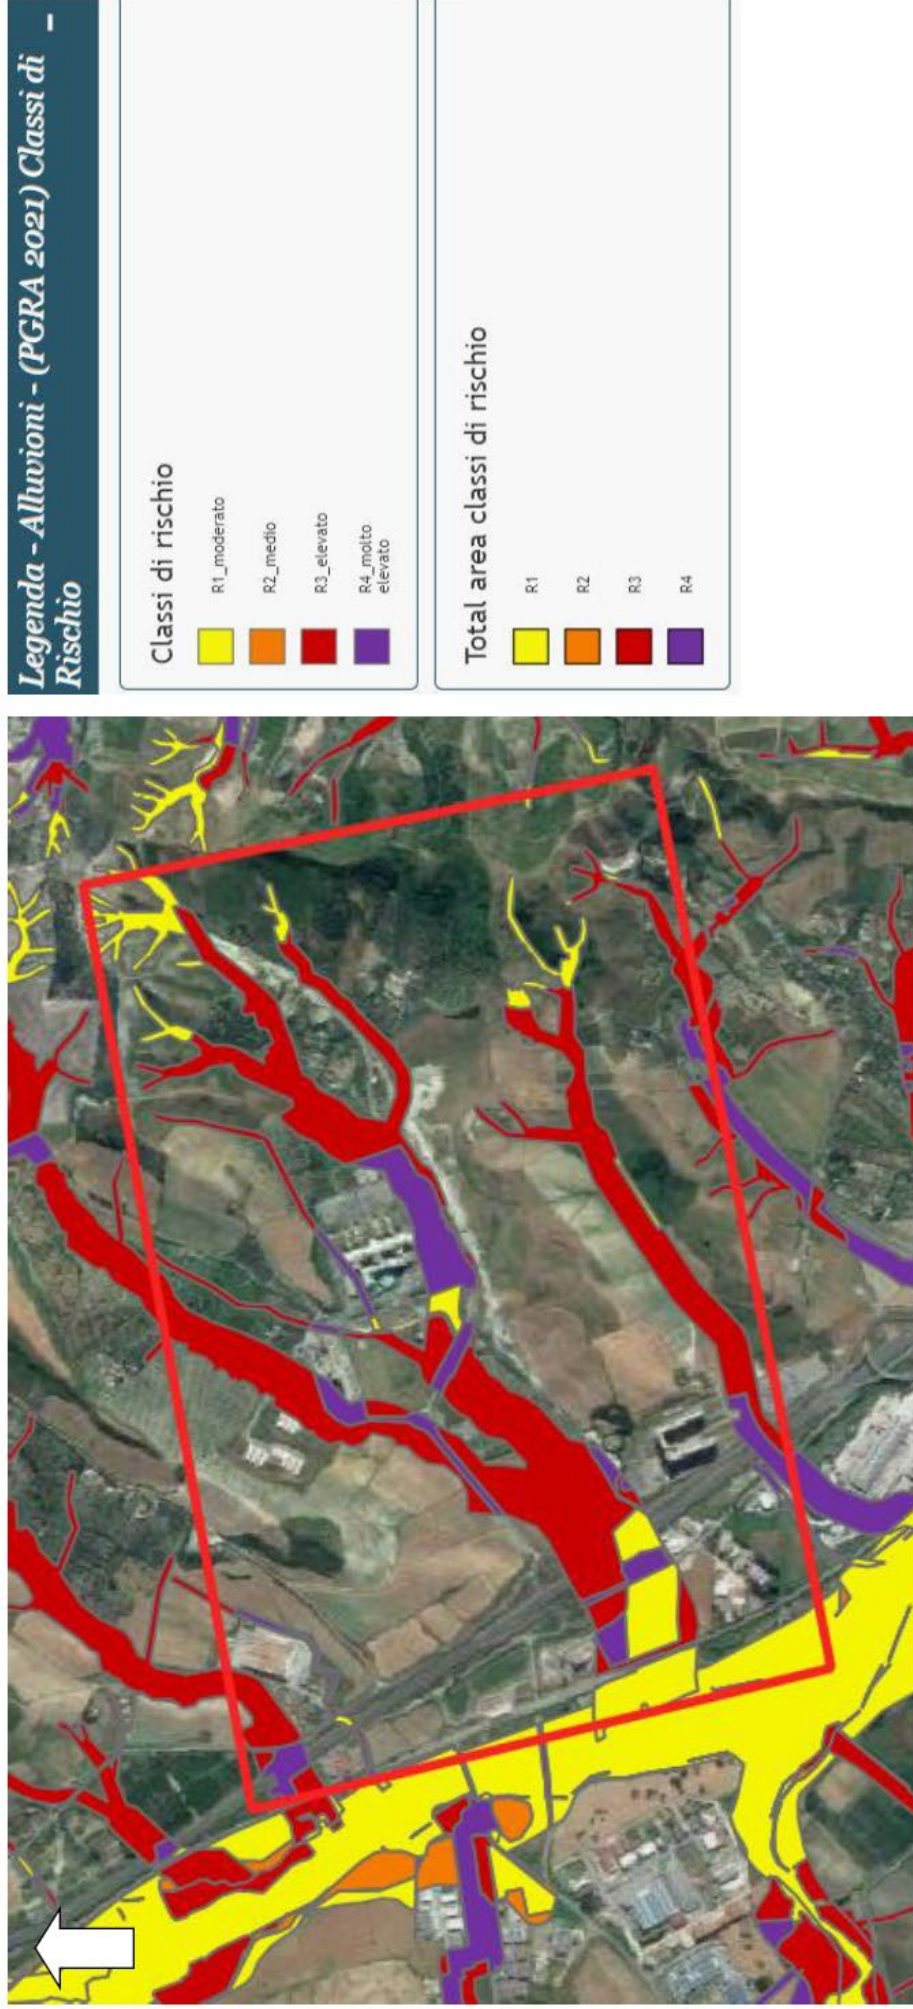 Legenda - Alluvioni - (PGRA 2021) Classi di
Rischio
Classi di rischio
R1_moderato
R2_medio
R3_elevato
R4_molto
elevato
Total area classi di rischio
R1
R2
R3
R4